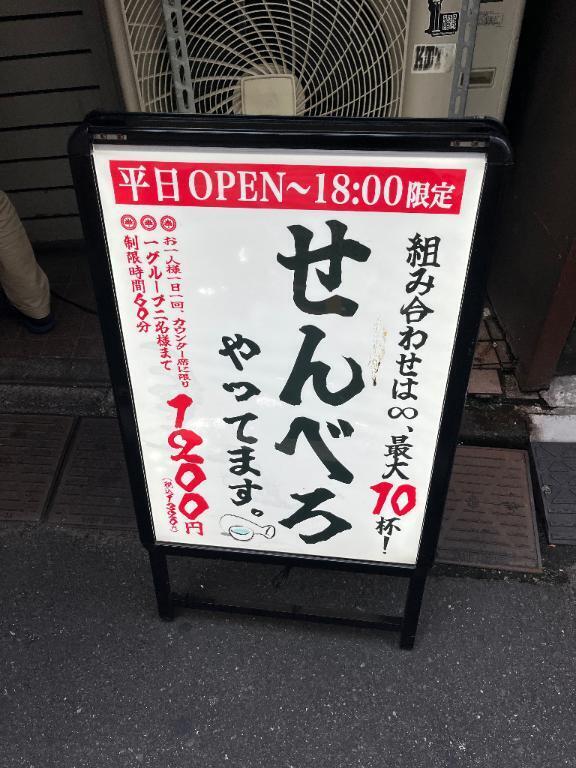 平日OPEN〜18:00限定
組み合わせは∞、最大10杯！
せんべろ
やってます。
お一人様一日一回、カウンター席に限り
一グループ二名様まで
制限時間60分
1200円